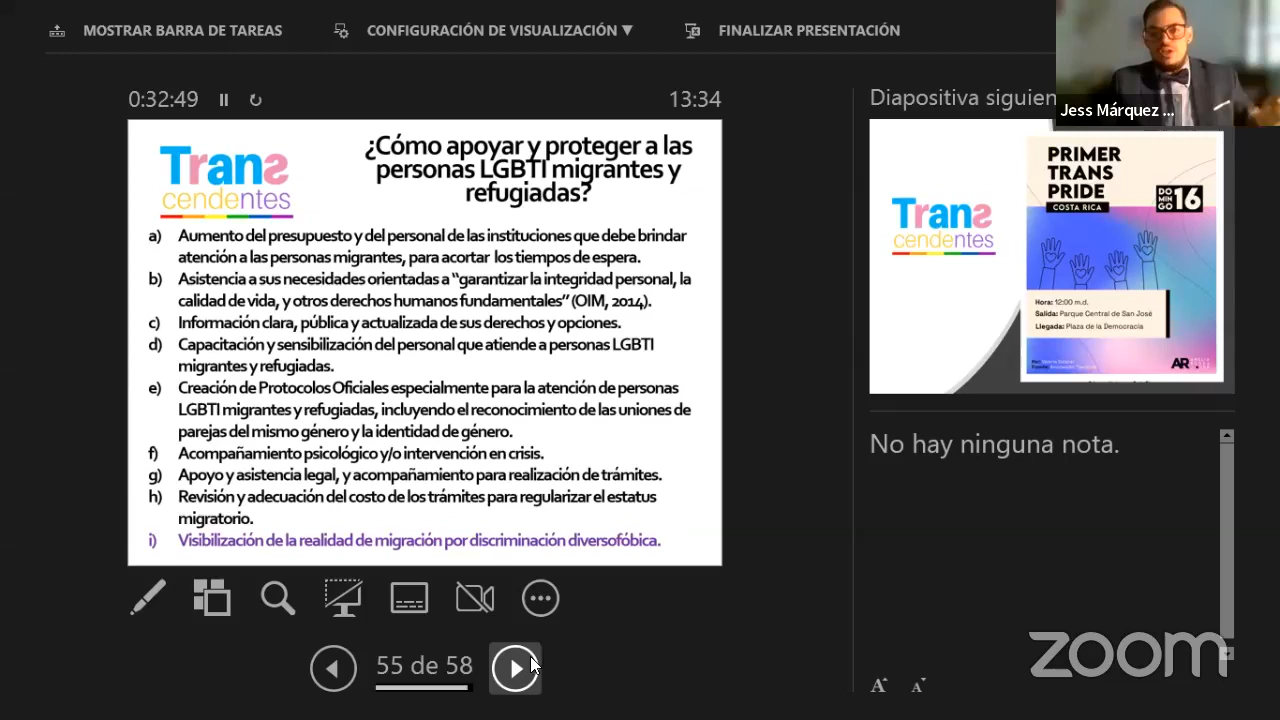 MOSTRAR BARRA DE TAREAS
CONFIGURACIÓN DE VISUALIZACIÓN ▼
FINALIZAR PRESENTACIÓN
Jess Márquez ...
0:32:49
13:34
Trans
cendentes
¿Cómo apoyar y proteger a las
personas LGBTI migrantes y
refugiadas?
a) Aumento del presupuesto y del personal de las instituciones que debe brindar
atención a las personas migrantes, para acortar los tiempos de espera.
b) Asistencia a sus necesidades orientadas a “garantizar la integridad personal, la
calidad de vida, y otros derechos humanos fundamentales” (OIM, 2014).
c) Información clara, pública y actualizada de sus derechos y opciones.
d) Capacitación y sensibilización del personal que atiende a personas LGBTI
migrantes y refugiadas.
e) Creación de Protocolos Oficiales especialmente para la atención de personas
LGBTI migrantes y refugiadas, incluyendo el reconocimiento de las uniones de
parejas del mismo género y la identidad de género.
f) Acompañamiento psicológico y/o intervención en crisis.
g) Apoyo y asistencia legal, y acompañamiento para realización de trámites.
h) Revisión y adecuación del costo de los trámites para regularizar el estatus
migratorio.
i) Visibilización de la realidad de migración por discriminación diversofóbica.
55 de 58
Diapositiva siguien
Trans
cendentes
PRIMER
TRANS
PRIDE
COSTA RICA
DO
MIN
GO
16
Hora: 12:00 m.d.
Salida: Parque Central de San José
Llegada: Plaza de la Democracia
AR
No hay ninguna nota.
A A
zoom